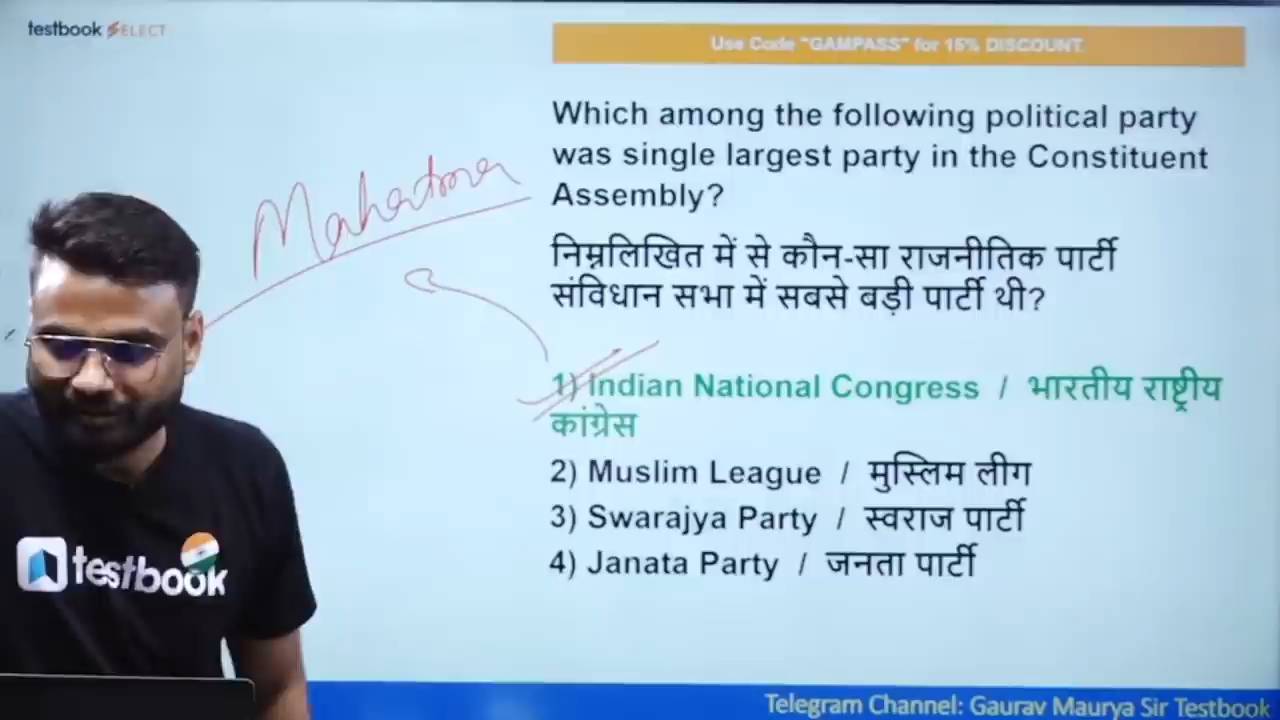 testbook SELECT
Use Code "GAMPASS" for 15% DISCOUNT.
Which among the following political party
was single largest party in the Constituent
Assembly?
निम्नलिखित में से कौन-सा राजनीतिक पार्टी
संविधान सभा में सबसे बड़ी पार्टी थी?
Mahatma
1) Indian National Congress / भारतीय राष्ट्रीय
कांग्रेस
2) Muslim League / मुस्लिम लीग
3) Swarajya Party / स्वराज पार्टी
4) Janata Party / जनता पार्टी
testbook
Telegram Channel: Gaurav Maurya Sir Testbook